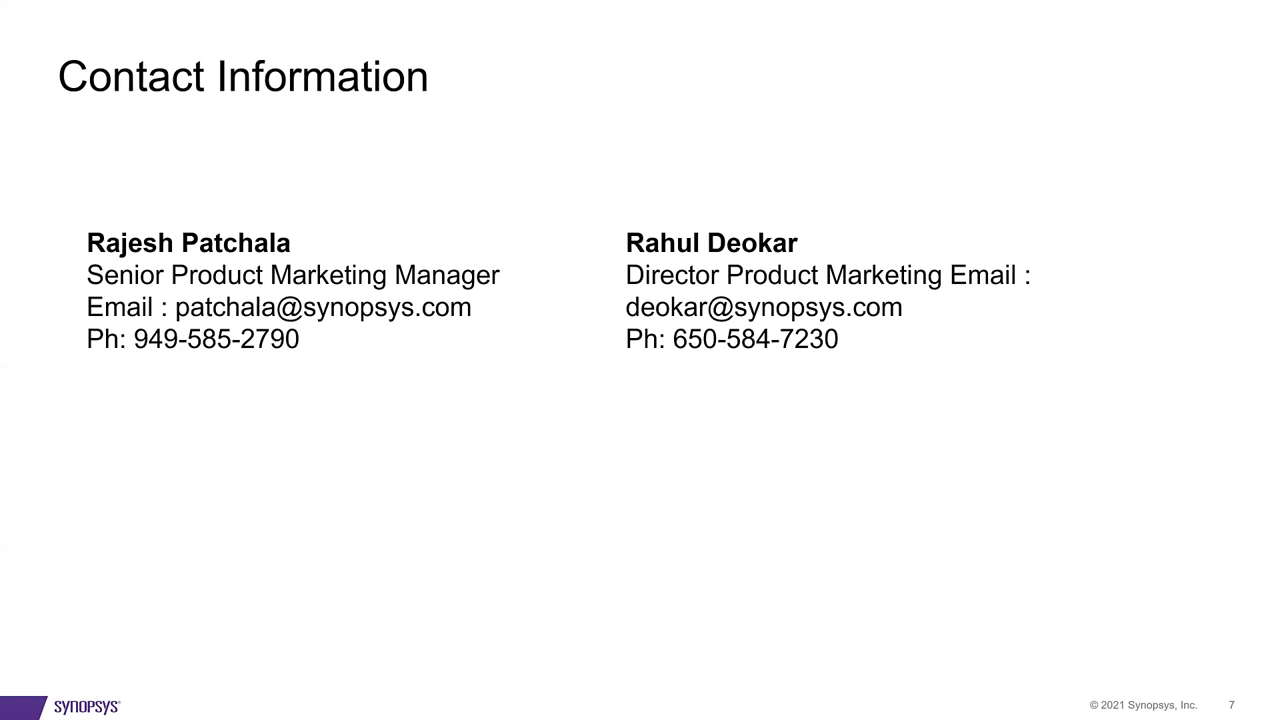 Contact Information
Rajesh Patchala
Senior Product Marketing Manager
Email : patchala@synopsys.com
Ph: 949-585-2790
Rahul Deokar
Director Product Marketing Email :
deokar@synopsys.com
Ph: 650-584-7230
SYNOPSYS®
© 2021 Synopsys, Inc. 7